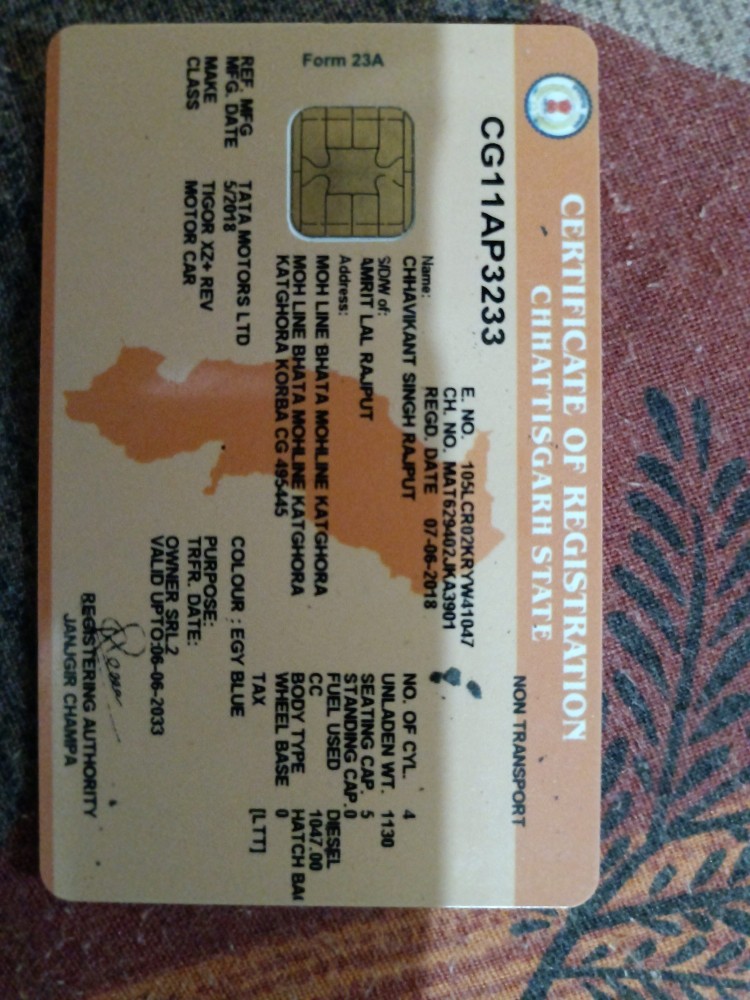 CERTIFICATE OF REGISTRATION
CHHATTISGARH STATE
NON TRANSPORT
CG11AP3233
E. NO. 105LCR02KRYW41047
CH. NO. MAT629402JKA3901
REGD. DATE 07-06-2018
Form 23A
Name:
CHHAVIKANT SINGH RAJPUT
S/D/W of:
AMRIT LAL RAJPUT
Address:
MOH LINE BHATA MOHLINE KATGHORA
MOH LINE BHATA MOHLINE KATGHORA
KATGHORA KORBA CG 495445
NO. OF CYL. 4
UNLADEN WT. 1130
SEATING CAP. 5
STANDING CAP. 0
FUEL USED DIESEL
CC 1047.00
BODY TYPE HATCH BA
WHEEL BASE 0
TAX [LTT]
REF. MFG TATA MOTORS LTD
MFG. DATE 5/2018
MAKE TIGOR XZ+ REV
CLASS MOTOR CAR
COLOUR : EGY BLUE
PURPOSE:
TRFR. DATE:
OWNER SRL2
VALID UPTO:06-06-2033
REGISTERING AUTHORITY
JANJGIR CHAMPA